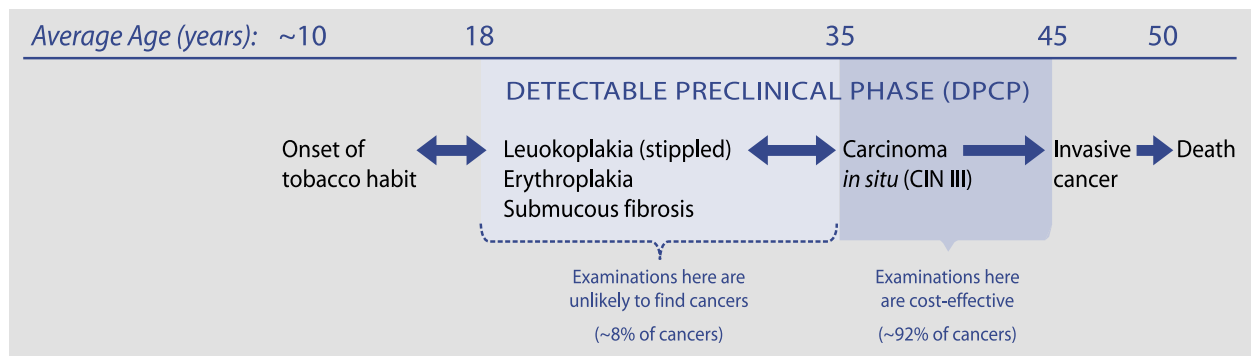 Average Age (years): ~10 18 35 45 50
DETECTABLE PRECLINICAL PHASE (DPCP)
Onset of
tobacco habit
Leuokoplakia (stippled)
Erythroplakia
Submucous fibrosis
Carcinoma
in situ (CIN III)
Invasive
cancer
Death
Examinations here are
unlikely to find cancers
(~8% of cancers)
Examinations here
are cost-effective
(~92% of cancers)